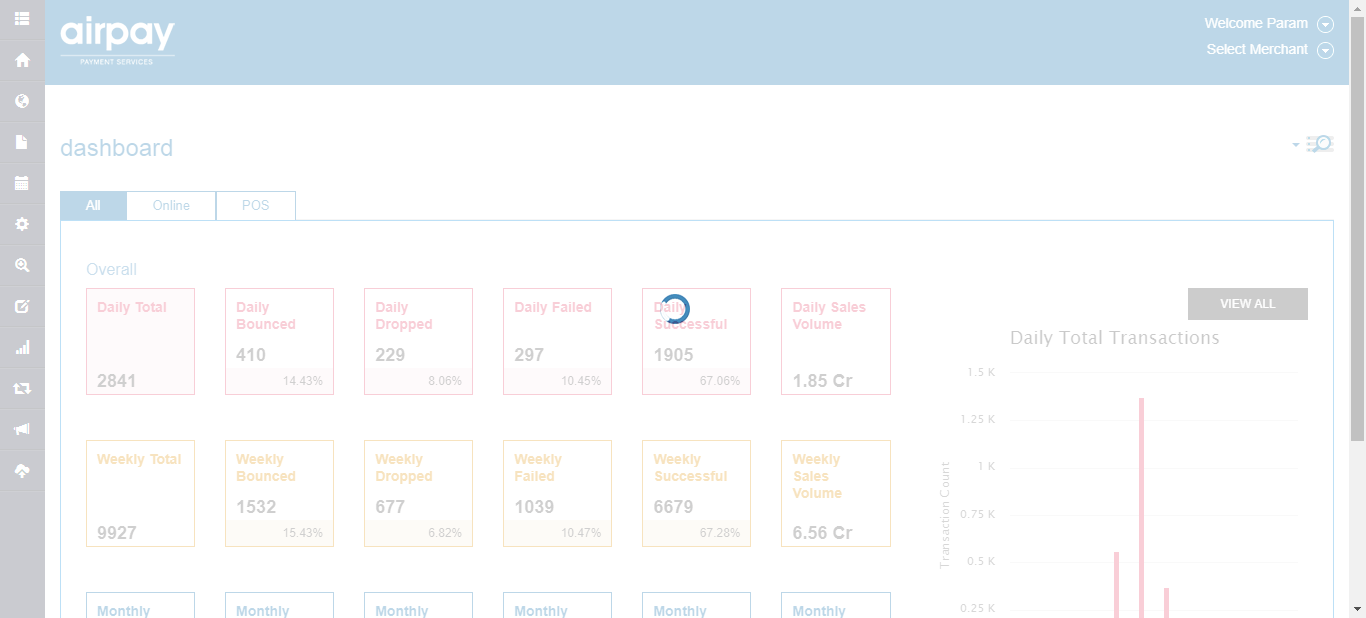 airpay
PAYMENT SERVICES
Welcome Param
Select Merchant
dashboard
All
Online
POS
Overall
Daily Total
2841
Daily
Bounced
410
14.43%
Daily
Dropped
229
8.06%
Daily Failed
297
10.45%
Daily
Successful
1905
67.06%
Daily Sales
Volume
1.85 Cr
Weekly Total
9927
Weekly
Bounced
1532
15.43%
Weekly
Dropped
677
6.82%
Weekly
Failed
1039
10.47%
Weekly
Successful
6679
67.28%
Weekly
Sales
Volume
6.56 Cr
Monthly
Monthly
Monthly
Monthly
Monthly
Monthly
VIEW ALL
Daily Total Transactions
1.5 K
1.25 K
1 K
0.75 K
0.5 K
0.25 K
Transaction Count